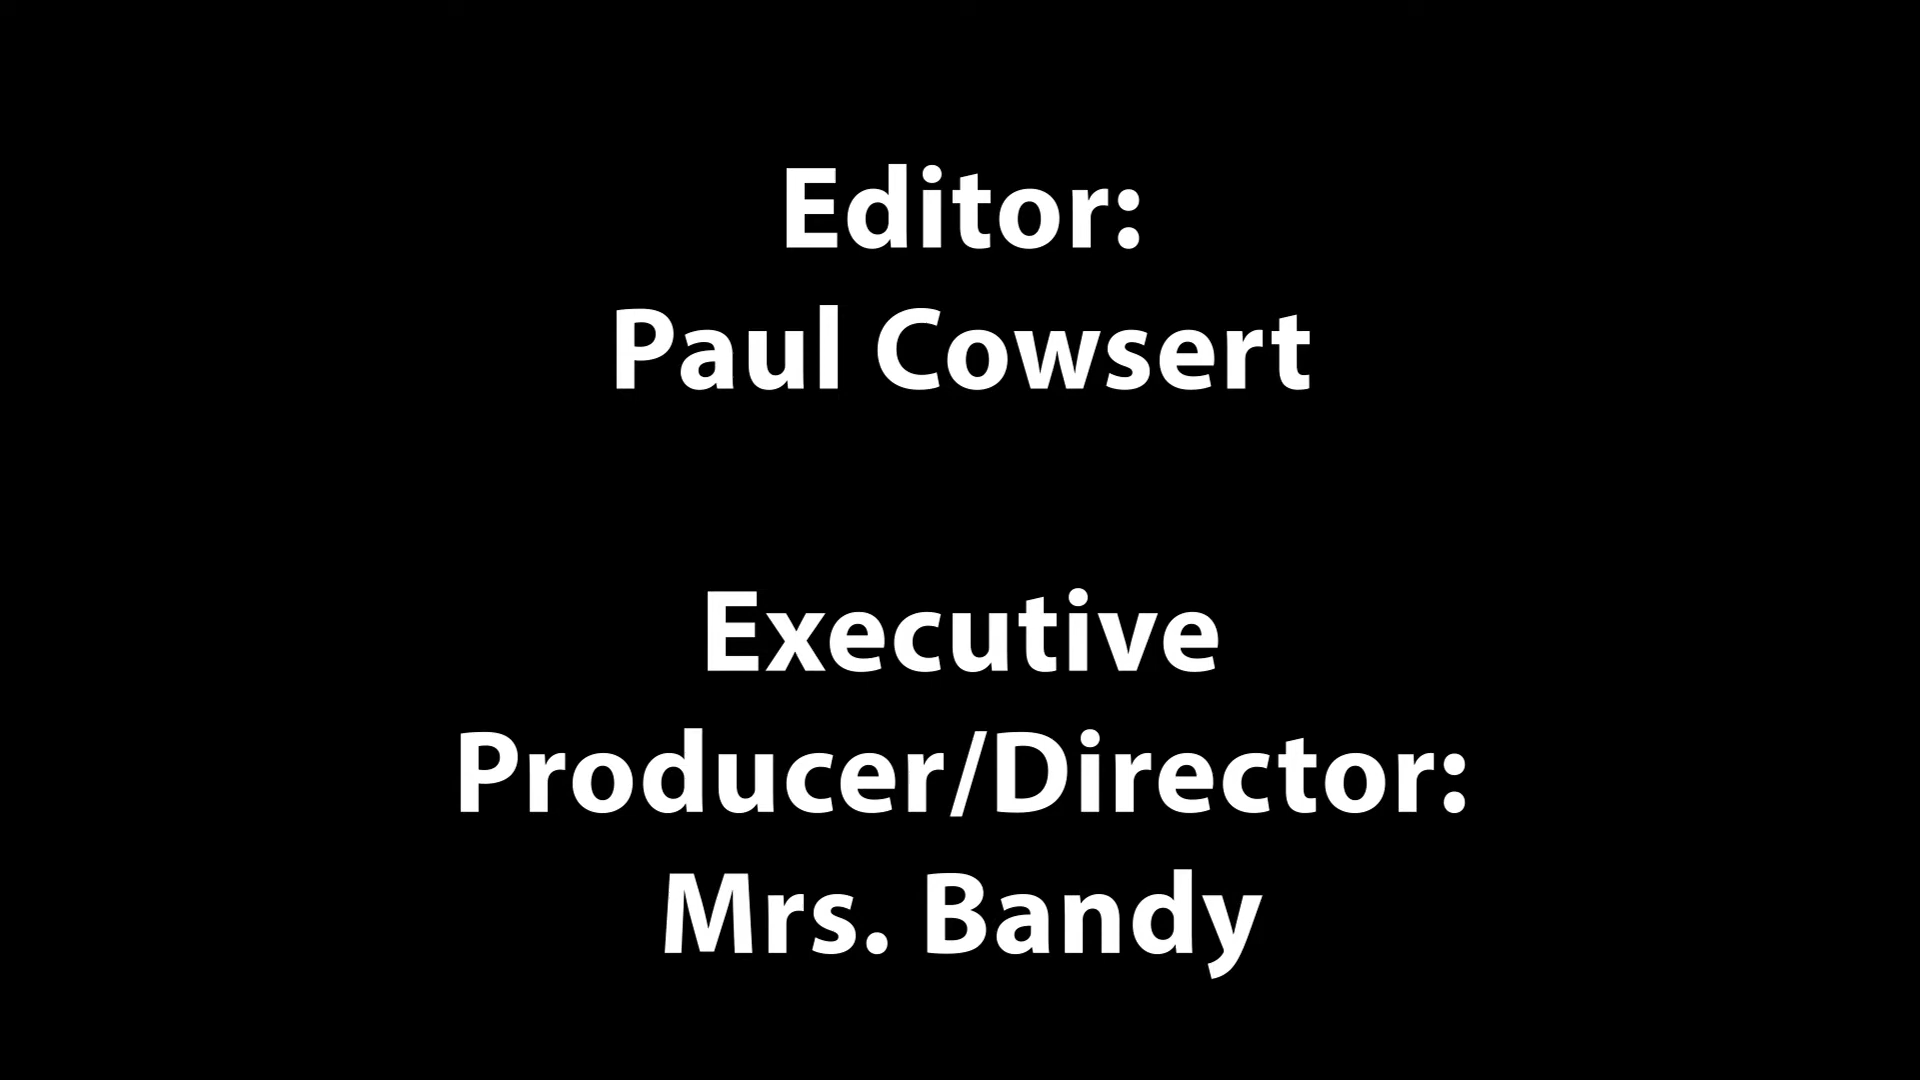 Editor:
Paul Cowsert
Executive
Producer/Director:
Mrs. Bandy